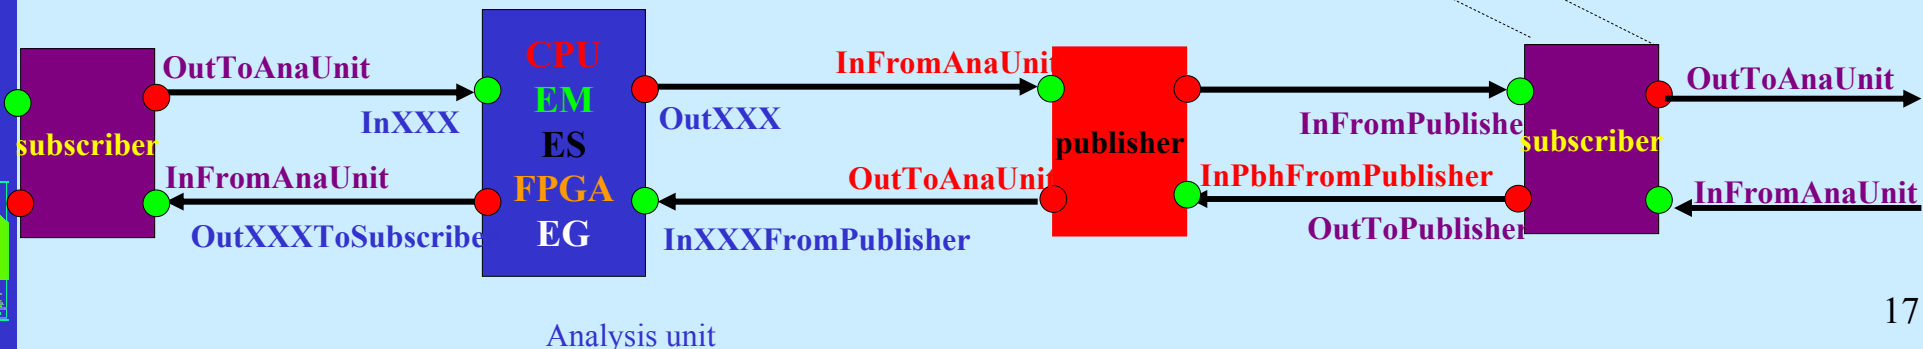 OutToAnaUnit
InXXX
subscriber
InFromAnaUnit
OutXXXToSubscribe
CPU
EM
ES
FPGA
EG
Analysis unit
InFromAnaUnit
OutXXX
OutToAnaUnit
InXXXFromPublisher
publisher
InFromPublishe
InPbhFromPublisher
OutToPublisher
subscriber
OutToAnaUnit
InFromAnaUnit
17